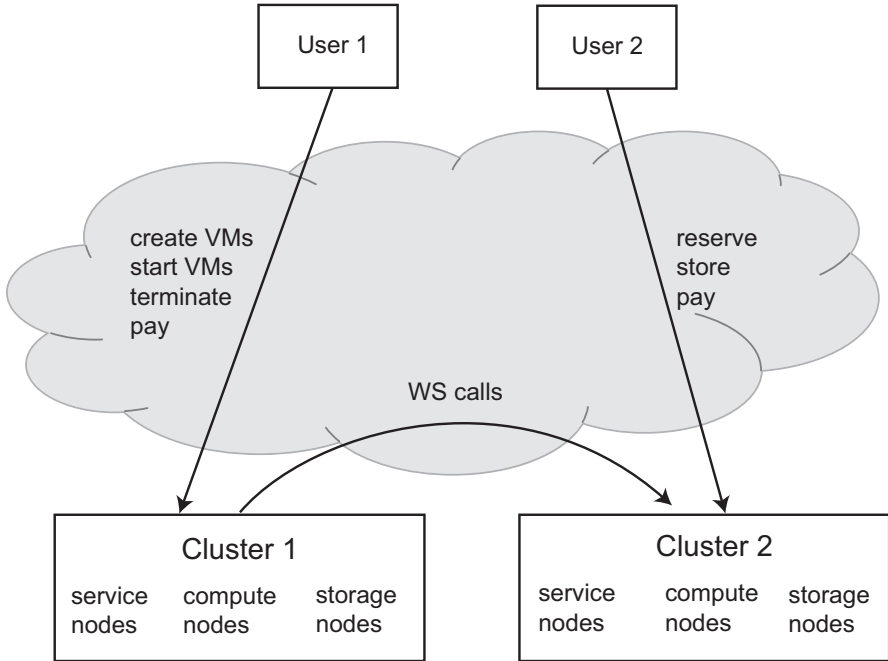 User 1
User 2
create VMs
start VMs
terminate
pay
reserve
store
pay
WS calls
Cluster 1
service
nodes
compute
nodes
storage
nodes
Cluster 2
service
nodes
compute
nodes
storage
nodes